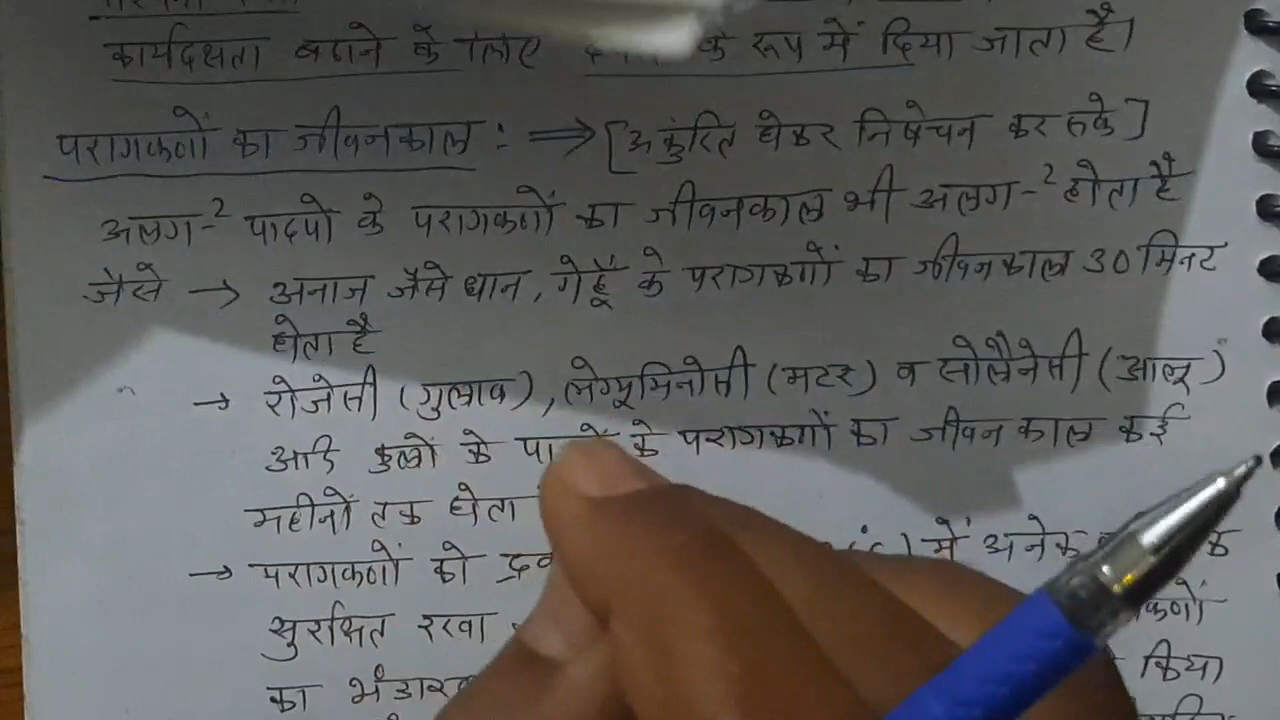 कार्यदक्षता बढाने के लिए के रूप में दिया जाता है।
परागकणों का जीवनकाल : ⇒ [अकुंरित होकर निषेचन कर सके]
अलग-2 पादपो के परागकणों का जीवनकाल भी अलग-2 होता है
जैसे → अनाज जैसे धान, गेहूँ के परागकणों का जीवनकाल 30 मिनट
होता है
→ रोजेसी (गुलाब), लेग्यूमिनोसी (मटर) व सोलैनेसी (आलू)
आदि कुलों के के परागकणों का जीवन काल कई
महीनों तक होता
→ परागकणों को में अनेक
सुरक्षित रखा
का किया